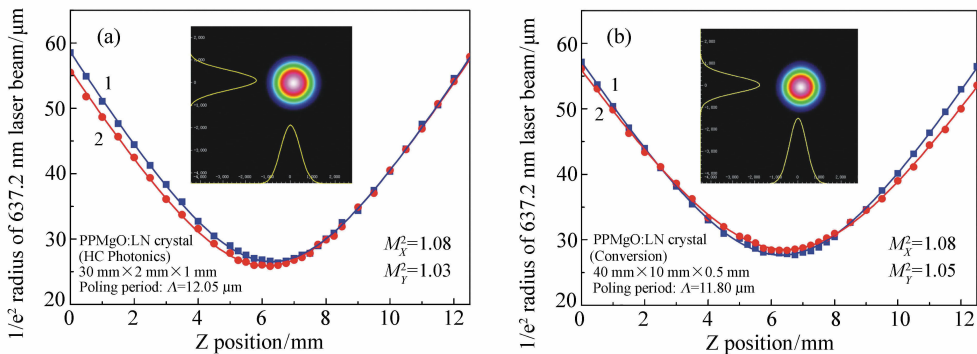 (a)
1
2
1/e² radius of 637.2 nm laser beam/µm
60
50
40
30
20
PPMgO:LN crystal
(HC Photonics)
30 mm×2 mm×1 mm
Poling period: Λ=12.05 µm
M²X=1.08
M²Y=1.03
0 2 4 6 8 10 12
Z position/mm
(b)
1
2
1/e² radius of 637.2 nm laser beam/µm
60
50
40
30
20
PPMgO:LN crystal
(Conversion)
40 mm×10 mm×0.5 mm
Poling period: Λ=11.80 µm
M²X=1.08
M²Y=1.05
0 2 4 6 8 10 12
Z position/mm